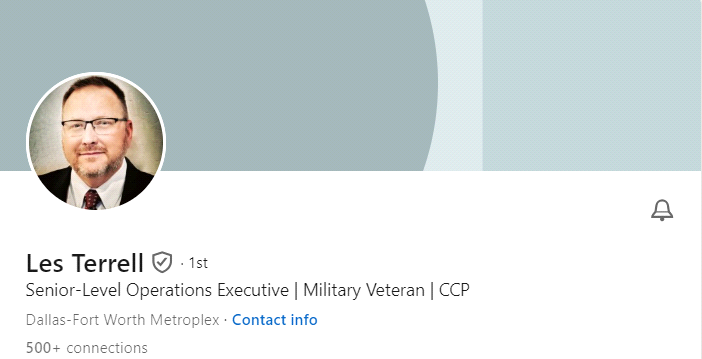 Les Terrell · 1st
Senior-Level Operations Executive | Military Veteran | CCP
Dallas-Fort Worth Metroplex · Contact info
500+ connections